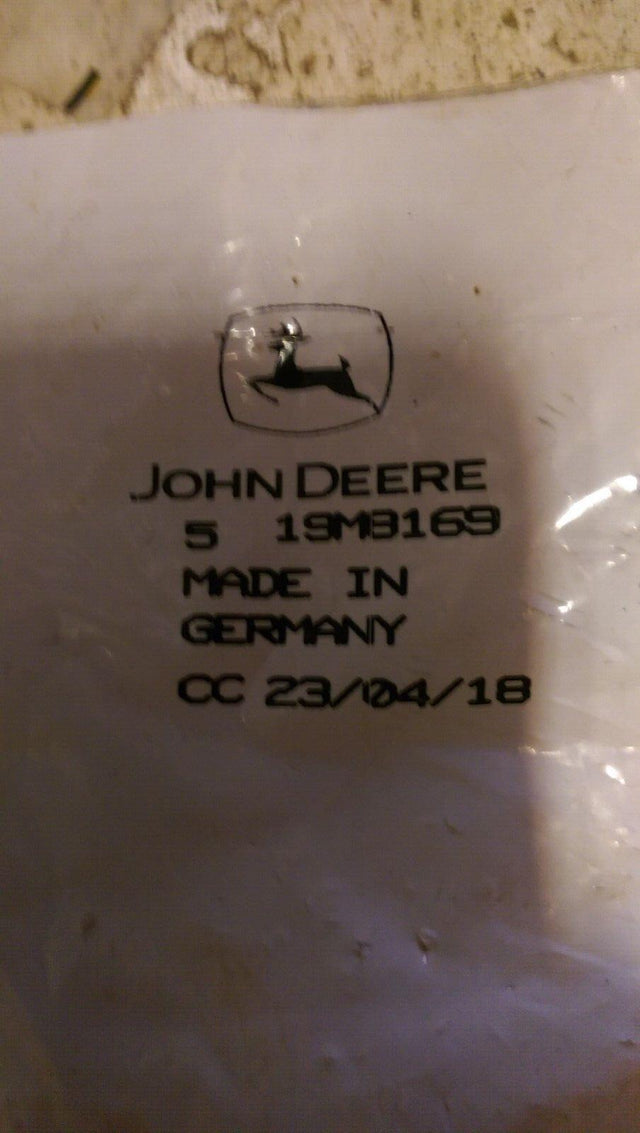 JOHN DEERE
5 19M8169
MADE IN
GERMANY
CC 23/04/18